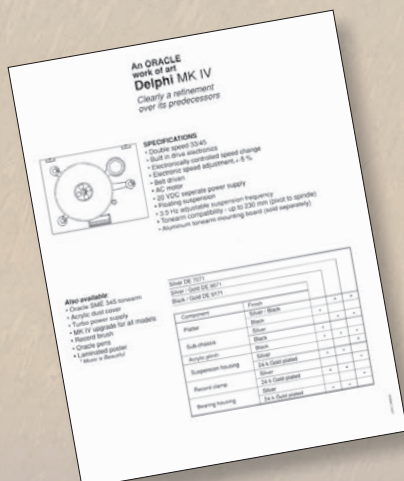 An ORACLE
work of art
Delphi MK IV
Clearly a refinement
over its predecessors
SPECIFICATIONS
• Double speed 33/45
• Built in drive electronics
• Electronically controlled speed change
• Electronic speed adjustment, ± 6 %
• Belt driven
• AC motor
• 20 VDC seperate power supply
• Floating suspension
• 3.5 Hz adjustable suspension frequency
• Tonearm compatibility - up to 230 mm (pivot to spindle)
• Aluminum tonearm mounting board (sold separately)
Also available:
• Oracle SME 345 tonearm
• Acrylic dust cover
• Turbo power supply
• MK IV upgrade for all models
• Record brush
• Oracle pens
• Laminated poster
" Music is Beautiful
Silver DE 7071
Silver / Gold DE
Black / Gold DE
Component Finish
Platter Silver / Black
Black
Sub-chassis Silver
Black
Acrylic plinth Black
Suspension housing Silver
24 k Gold plated
Record clamp Silver
24 k Gold plated
Bearing housing Silver
24 k Gold plated